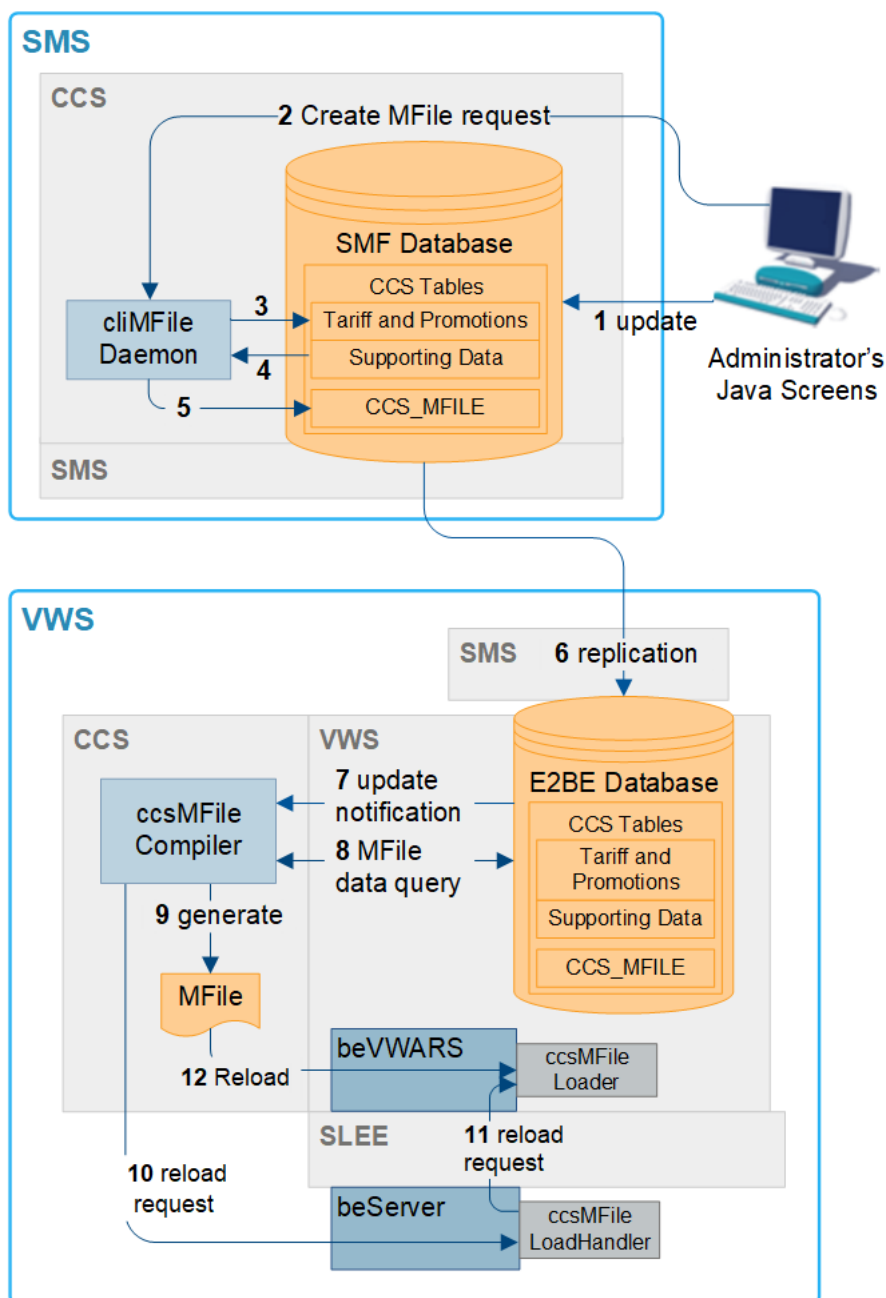 SMS
CCS
2 Create MFile request
SMF Database
CCS Tables
Tariff and Promotions
Supporting Data
CCS_MFILE
cliMFile
Daemon
3
4
5
1 update
Administrator's
Java Screens
SMS
VWS
SMS
6 replication
CCS
VWS
E2BE Database
CCS Tables
Tariff and
Promotions
Supporting Data
CCS_MFILE
ccsMFile
Compiler
7 update
notification
8 MFile
data query
9 generate
MFile
12 Reload
beVWARS
ccsMFile
Loader
SLEE
11 reload
request
10 reload
request
beServer
ccsMFile
LoadHandler